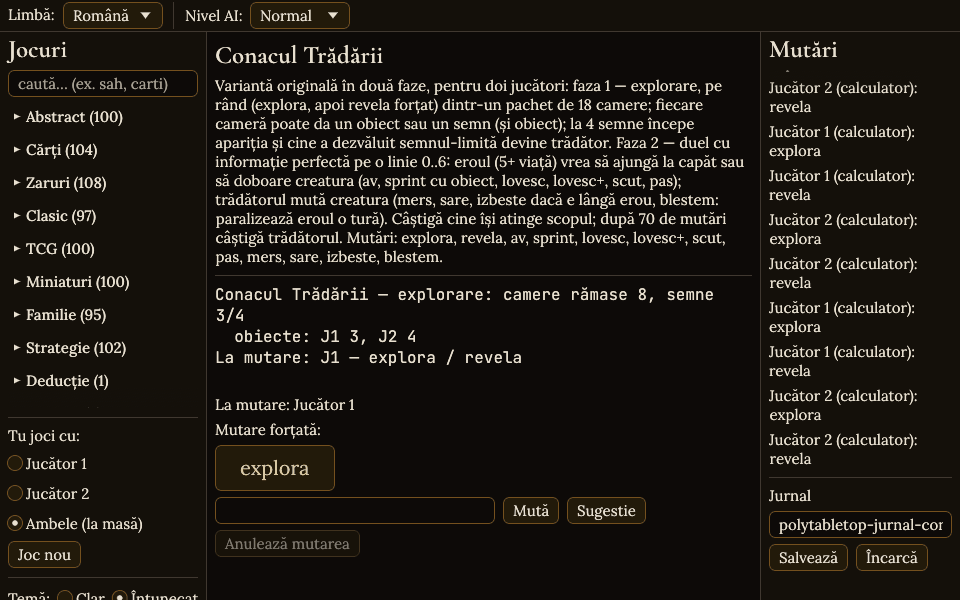 Limbă: Română Nivel AI: Normal
Jocuri
caută... (ex. sah, carti)
Abstract (100)
Cărți (104)
Zaruri (108)
Clasic (97)
TCG (100)
Miniaturi (100)
Familie (95)
Strategie (102)
Deducție (1)
Tu joci cu:
Jucător 1
Jucător 2
Ambele (la masă)
Joc nou
Temă: Clar Întunecat
Conacul Trădării
Variantă originală în două faze, pentru doi jucători: faza 1 — explorare, pe
rând (explora, apoi revela forțat) dintr-un pachet de 18 camere; fiecare
cameră poate da un obiect sau un semn (și obiect); la 4 semne începe
apariția și cine a dezvăluit semnul-limită devine trădător. Faza 2 — duel cu
informație perfectă pe o linie 0..6: eroul (5+ viață) vrea să ajungă la capăt sau
să doboare creatura (av, sprint cu obiect, lovesc, lovesc+, scut, pas);
trădătorul mută creatura (mers, sare, izbeste dacă e lângă erou, blestem:
paralizează eroul o tură). Câștigă cine își atinge scopul; după 70 de mutări
câștigă trădătorul. Mutări: explora, revela, av, sprint, lovesc, lovesc+, scut,
pas, mers, sare, izbeste, blestem.
Conacul Trădării — explorare: camere rămase 8, semne
3/4
obiecte: J1 3, J2 4
La mutare: J1 — explora / revela
La mutare: Jucător 1
Mutare forțată:
explora
Mută Sugestie
Anulează mutarea
Mutări
Jucător 2 (calculator):
revela
Jucător 1 (calculator):
explora
Jucător 1 (calculator):
revela
Jucător 2 (calculator):
explora
Jucător 2 (calculator):
revela
Jucător 1 (calculator):
explora
Jucător 1 (calculator):
revela
Jucător 2 (calculator):
explora
Jucător 2 (calculator):
revela
Jurnal
polytabletop-jurnal-cor
Salvează Încarcă